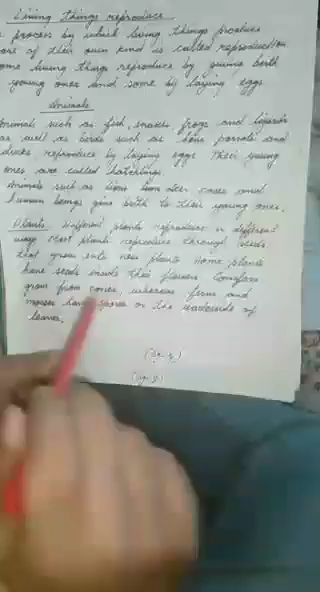 Living things reproduce
process by which living things produce
more of their own kind is called reproduction
Some living things reproduce by giving birth
young ones and some by laying eggs
Animals
Animals such as fish, snakes, frogs and lizards
as well as birds such as hens parrots and
ducks reproduce by laying eggs. Their young
ones are called hatchlings.
Animals such as lions deer cows and
human beings give birth to their young ones.
Plants Different plants reproduce in different
ways Most plants reproduce through seeds
that grow into new plants some plants
have seeds inside their flowers Conifers
grow from cones, whereas ferns and
mosses have spores on the underside of
leaves.